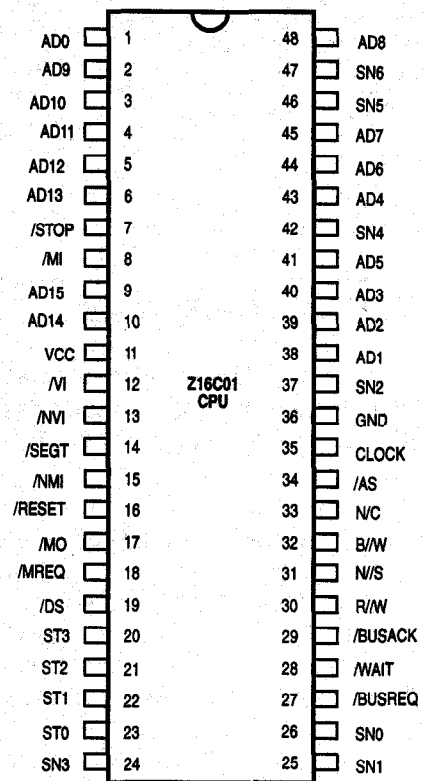 AD0 1 48 AD8
AD9 2 47 SN6
AD10 3 46 SN5
AD11 4 45 AD7
AD12 5 44 AD6
AD13 6 43 AD4
/STOP 7 42 SN4
/MI 8 41 AD5
AD15 9 40 AD3
AD14 10 39 AD2
VCC 11 38 AD1
/VI 12 Z16C01 37 SN2
CPU
/NVI 13 36 GND
/SEGT 14 35 CLOCK
/NMI 15 34 /AS
/RESET 16 33 N/C
/MO 17 32 B//W
/MREQ 18 31 N//S
/DS 19 30 R//W
ST3 20 29 /BUSACK
ST2 21 28 /WAIT
ST1 22 27 /BUSREQ
ST0 23 26 SN0
SN3 24 25 SN1